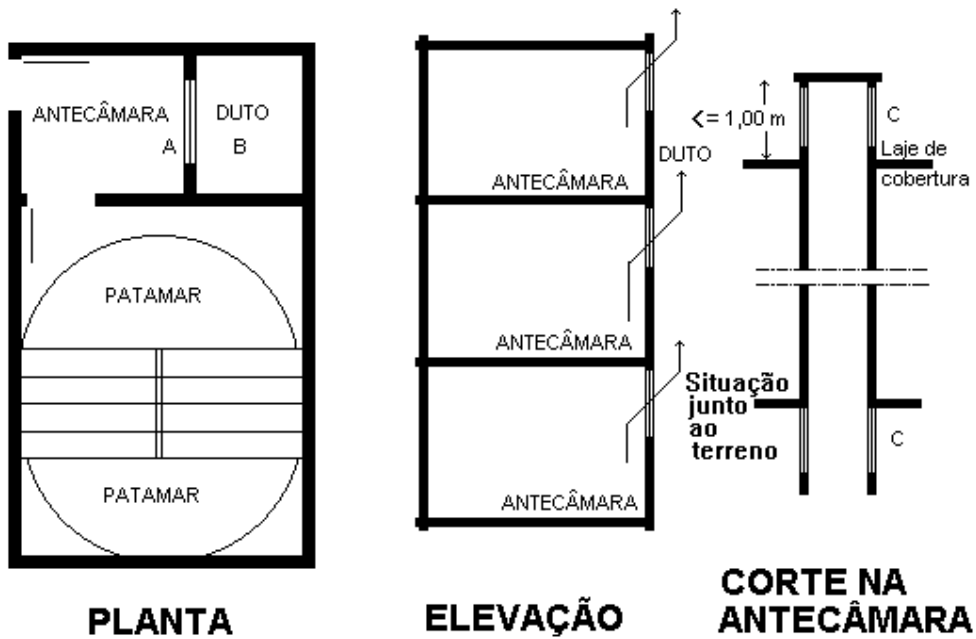 ANTECÂMARA
A
DUTO
B
PATAMAR
PATAMAR
PLANTA
ANTECÂMARA
DUTO
ANTECÂMARA
ANTECÂMARA
ELEVAÇÃO
<= 1,00 m
C
Laje de
cobertura
Situação
junto
ao
terreno
C
CORTE NA
ANTECÂMARA